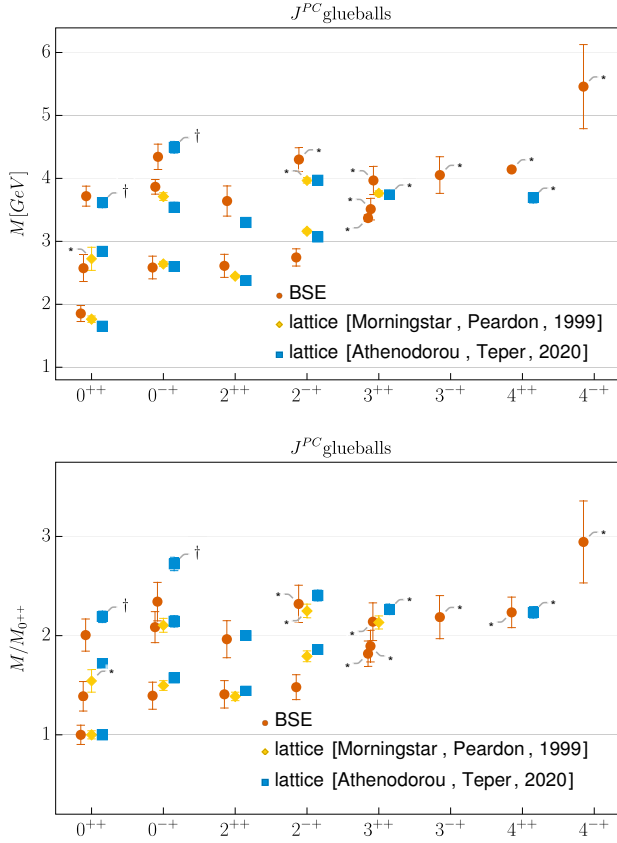 J^{PC} glueballs
M[GeV]
6
5
4
3
2
1
†
†
*
*
*
*
*
*
*
*
*
*
*
BSE
lattice [Morningstar , Peardon , 1999]
lattice [Athenodorou , Teper, 2020]
0^{++} 0^{-+} 2^{++} 2^{-+} 3^{++} 3^{-+} 4^{++} 4^{-+}
J^{PC} glueballs
M/M_{0^{++}}
3
2
1
†
†
*
*
*
*
*
*
*
*
*
*
*
BSE
lattice [Morningstar , Peardon , 1999]
lattice [Athenodorou , Teper, 2020]
0^{++} 0^{-+} 2^{++} 2^{-+} 3^{++} 3^{-+} 4^{++} 4^{-+}